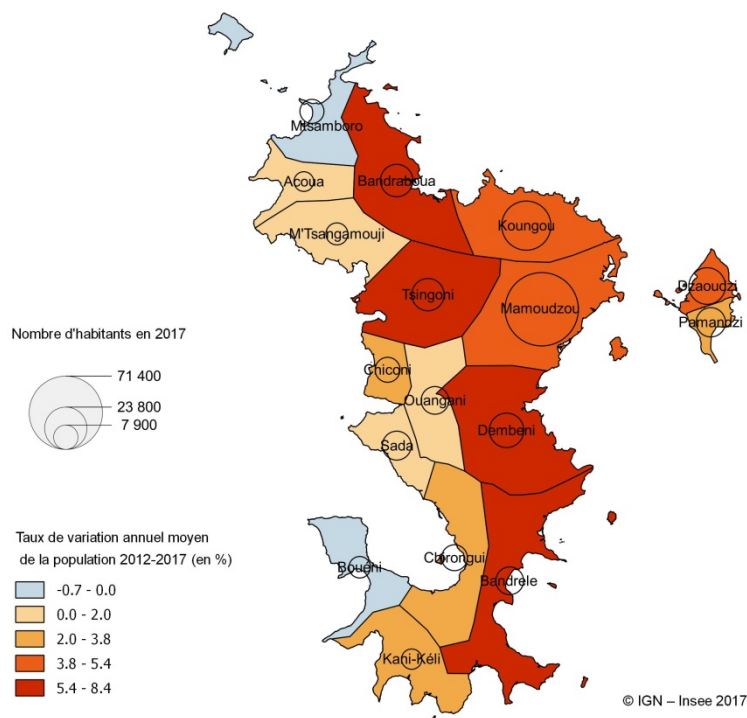 Mtsamboro
Acoua
Bandraboua
M'Tsangamouji
Koungou
Tsingoni
Mamoudzou
Dzaoudzi
Pamandzi
Nombre d'habitants en 2017
71 400
23 800
7 900
Chiconi
Ouangani
Sada
Dembeni
Taux de variation annuel moyen
de la population 2012-2017 (en %)
-0.7 - 0.0
0.0 - 2.0
2.0 - 3.8
3.8 - 5.4
5.4 - 8.4
Bouéni
Chirongui
Bandrele
Kani-Kéli
© IGN – Insee 2017